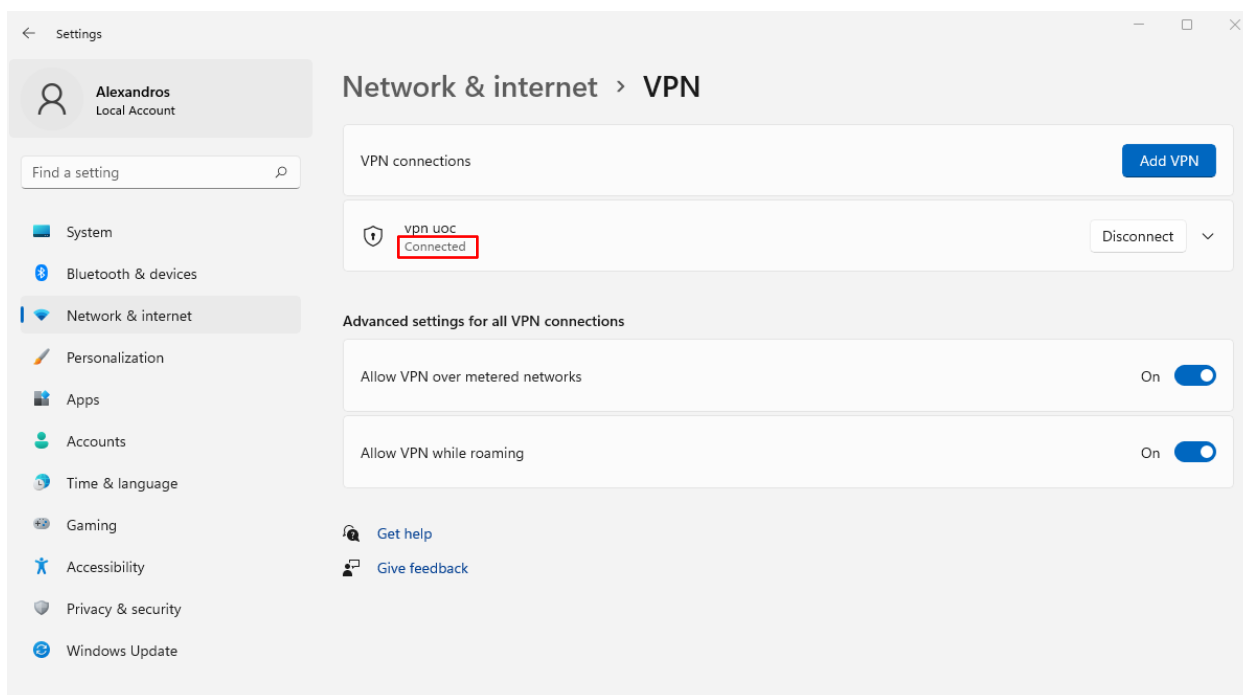 Settings
Alexandros
Local Account
Find a setting
System
Bluetooth & devices
Network & internet
Personalization
Apps
Accounts
Time & language
Gaming
Accessibility
Privacy & security
Windows Update
Network & internet > VPN
VPN connections
Add VPN
vpn uoc
Connected
Disconnect
Advanced settings for all VPN connections
Allow VPN over metered networks
On
Allow VPN while roaming
On
Get help
Give feedback